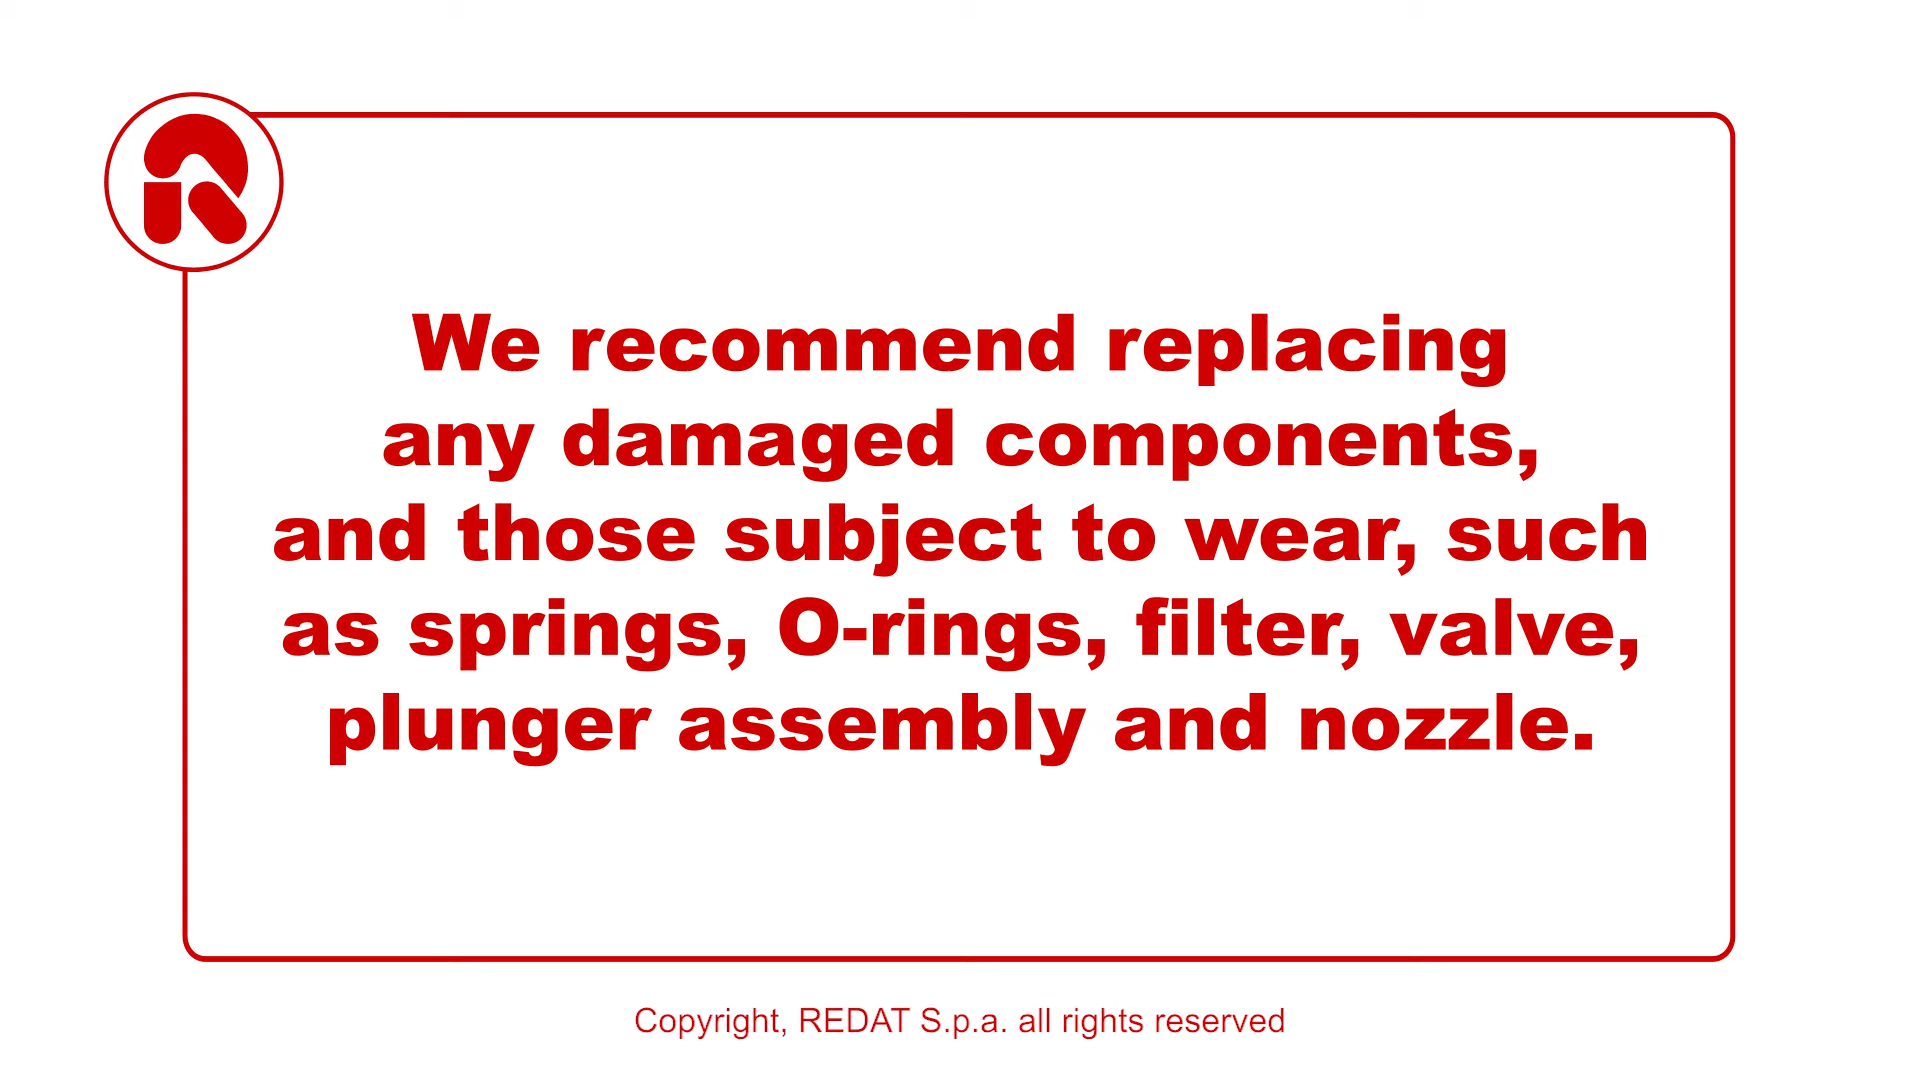 We recommend replacing
any damaged components,
and those subject to wear, such
as springs, O-rings, filter, valve,
plunger assembly and nozzle.
Copyright, REDAT S.p.a. all rights reserved